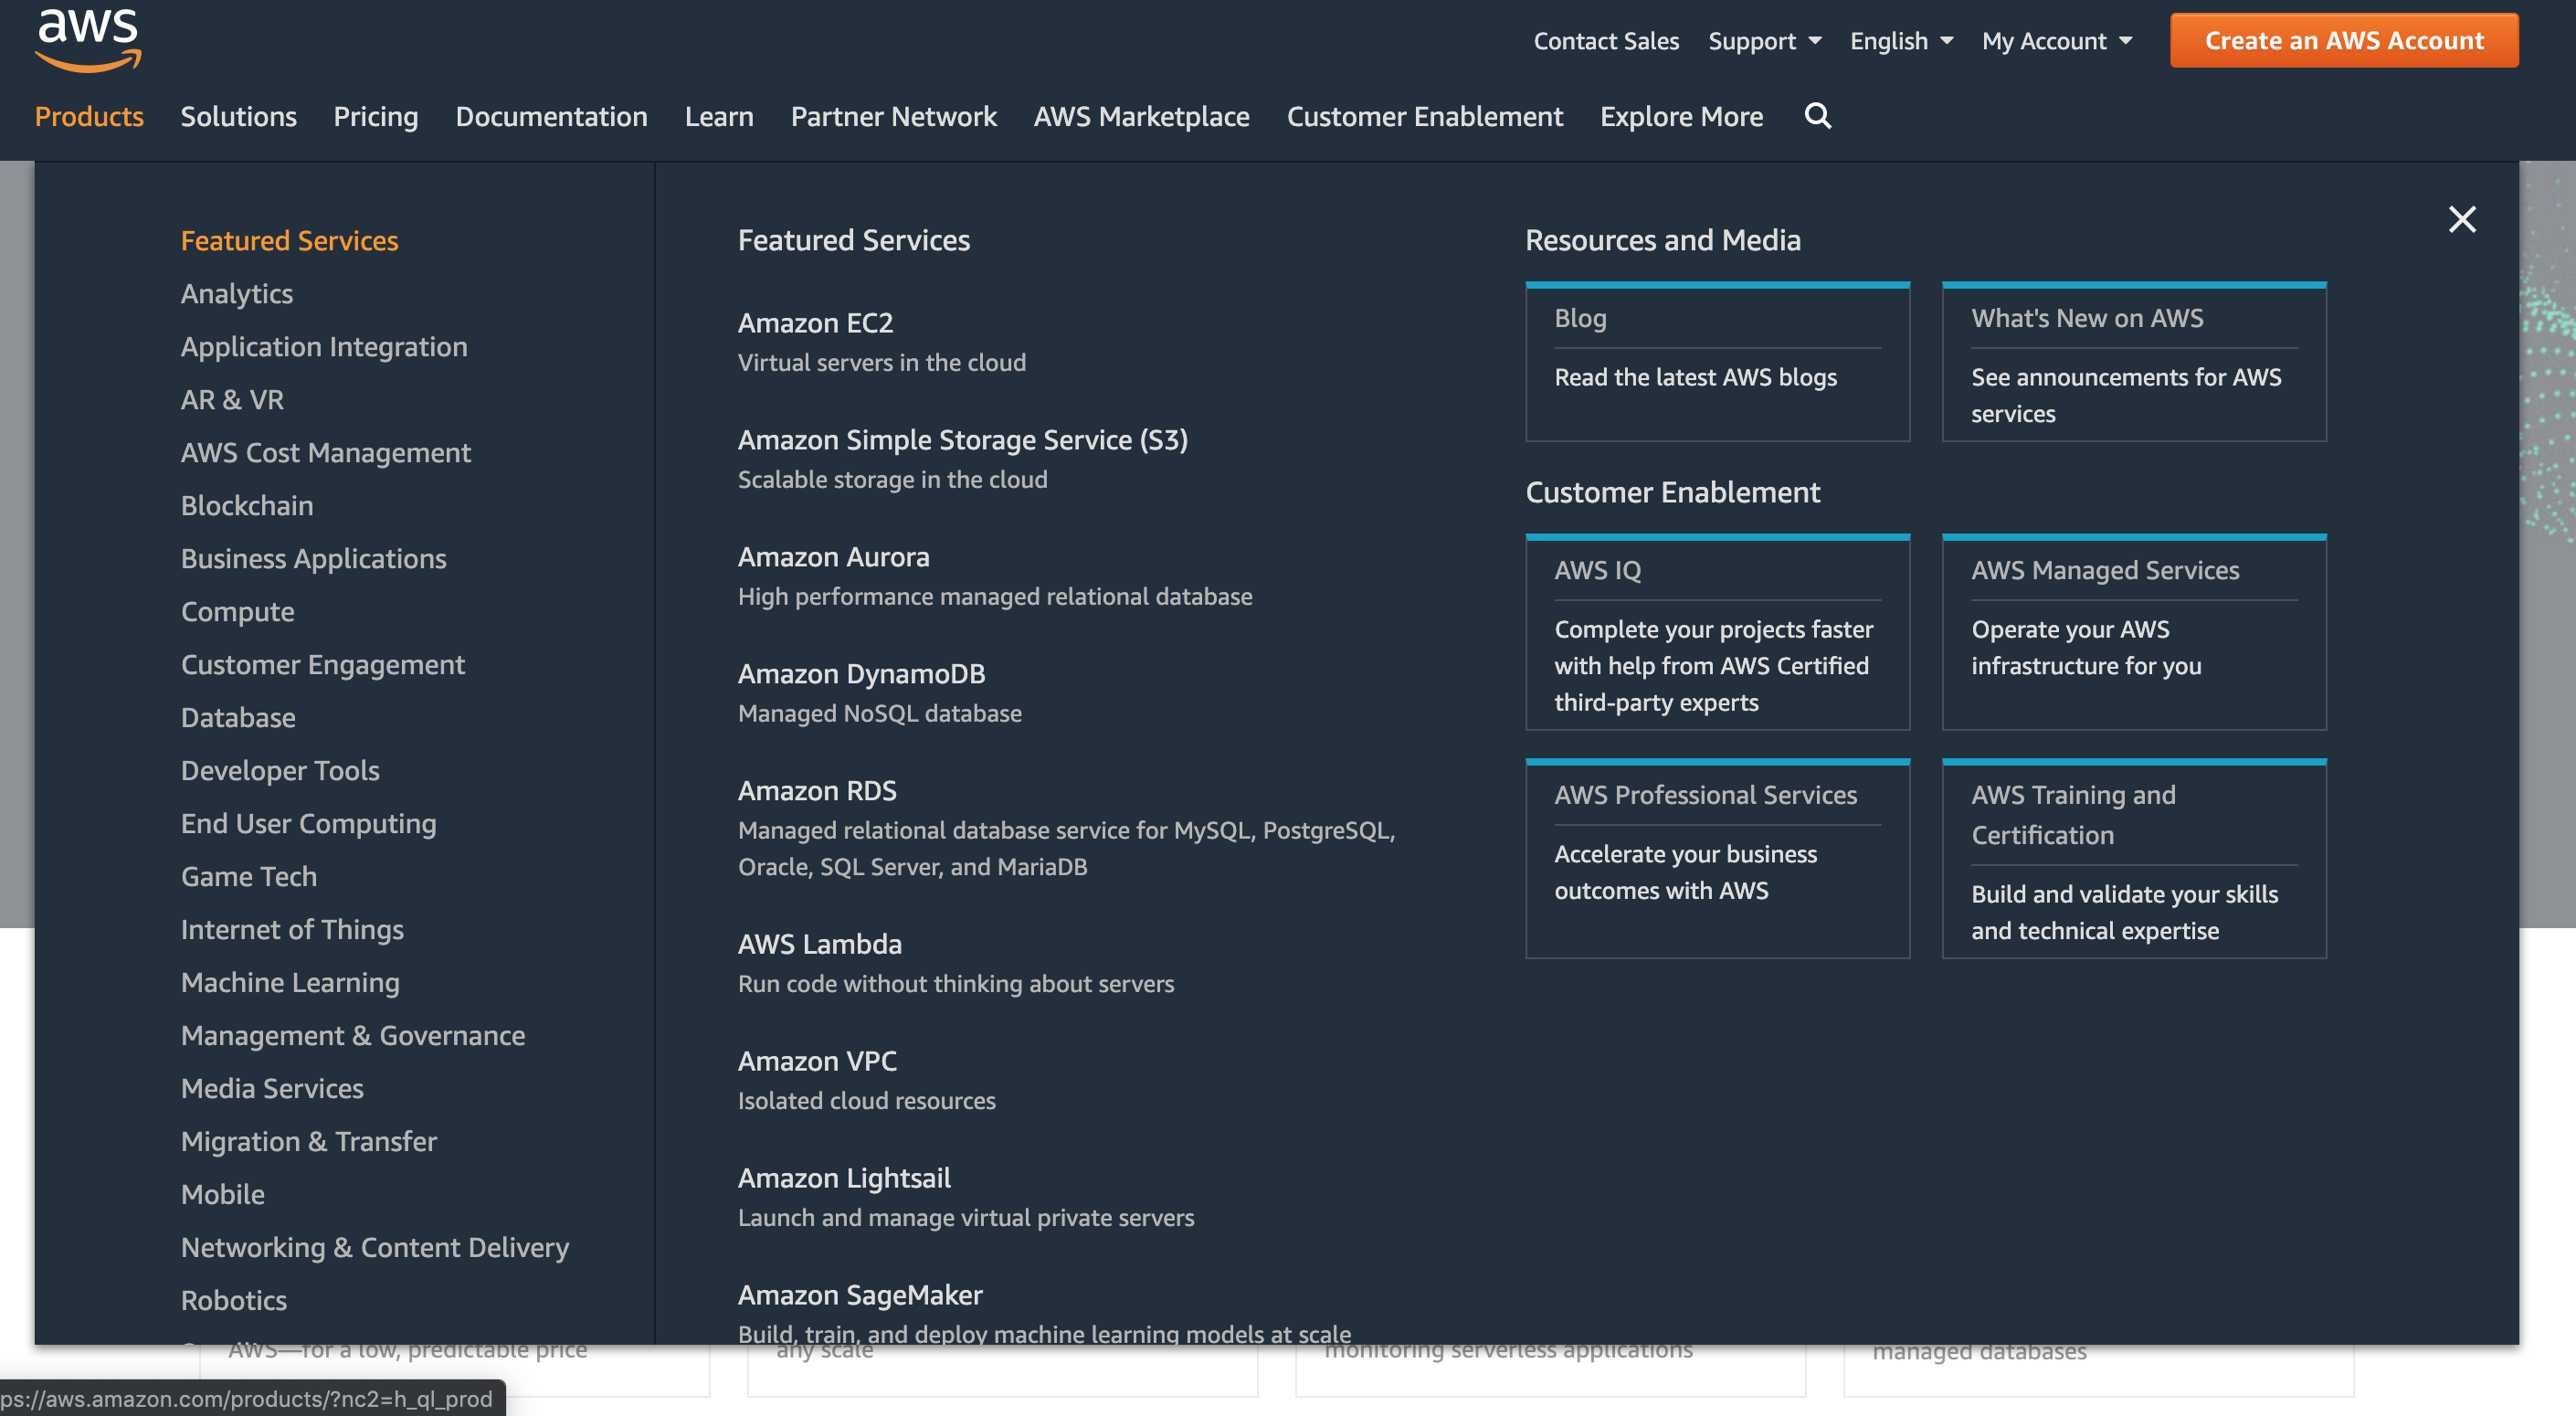 aws
Contact Sales
Support
English
My Account
Create an AWS Account
Products
Solutions
Pricing
Documentation
Learn
Partner Network
AWS Marketplace
Customer Enablement
Explore More
Featured Services
Analytics
Application Integration
AR & VR
AWS Cost Management
Blockchain
Business Applications
Compute
Customer Engagement
Database
Developer Tools
End User Computing
Game Tech
Internet of Things
Machine Learning
Management & Governance
Media Services
Migration & Transfer
Mobile
Networking & Content Delivery
Robotics
Featured Services
Amazon EC2
Virtual servers in the cloud
Amazon Simple Storage Service (S3)
Scalable storage in the cloud
Amazon Aurora
High performance managed relational database
Amazon DynamoDB
Managed NoSQL database
Amazon RDS
Managed relational database service for MySQL, PostgreSQL,
Oracle, SQL Server, and MariaDB
AWS Lambda
Run code without thinking about servers
Amazon VPC
Isolated cloud resources
Amazon Lightsail
Launch and manage virtual private servers
Amazon SageMaker
Build, train, and deploy machine learning models at scale
Resources and Media
Blog
Read the latest AWS blogs
What's New on AWS
See announcements for AWS
services
Customer Enablement
AWS IQ
Complete your projects faster
with help from AWS Certified
third-party experts
AWS Managed Services
Operate your AWS
infrastructure for you
AWS Professional Services
Accelerate your business
outcomes with AWS
AWS Training and
Certification
Build and validate your skills
and technical expertise
AWS—for a low, predictable price
any scale
monitoring serverless applications
managed databases
ps://aws.amazon.com/products/?nc2=h_ql_prod